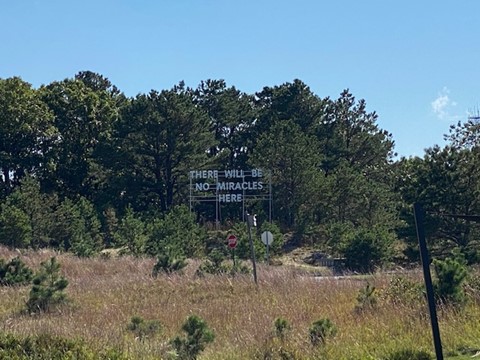 THERE WILL BE
NO MIRACLES
HERE